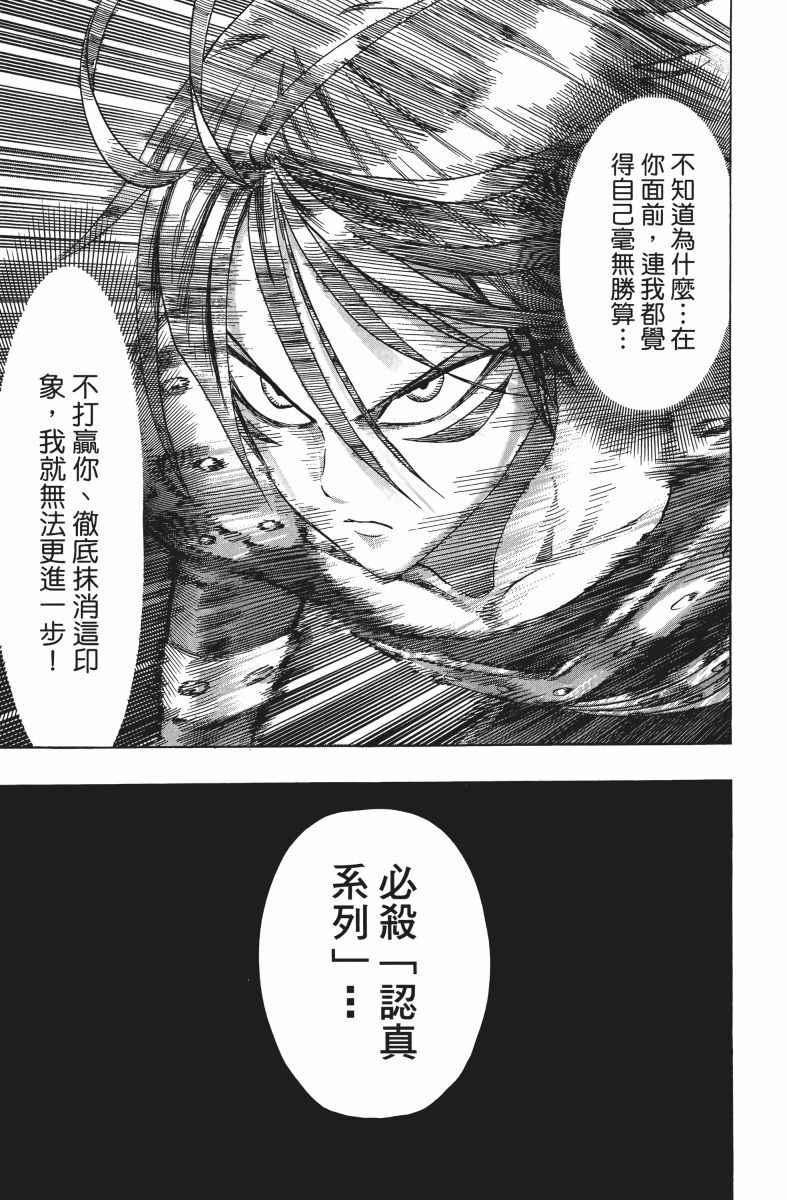 不知道為什麼…在
你面前，連我都覺
得自己毫無勝算…
不打贏你、徹底抹消這印
象，我就無法更進一步！
必殺「認真
系列」…